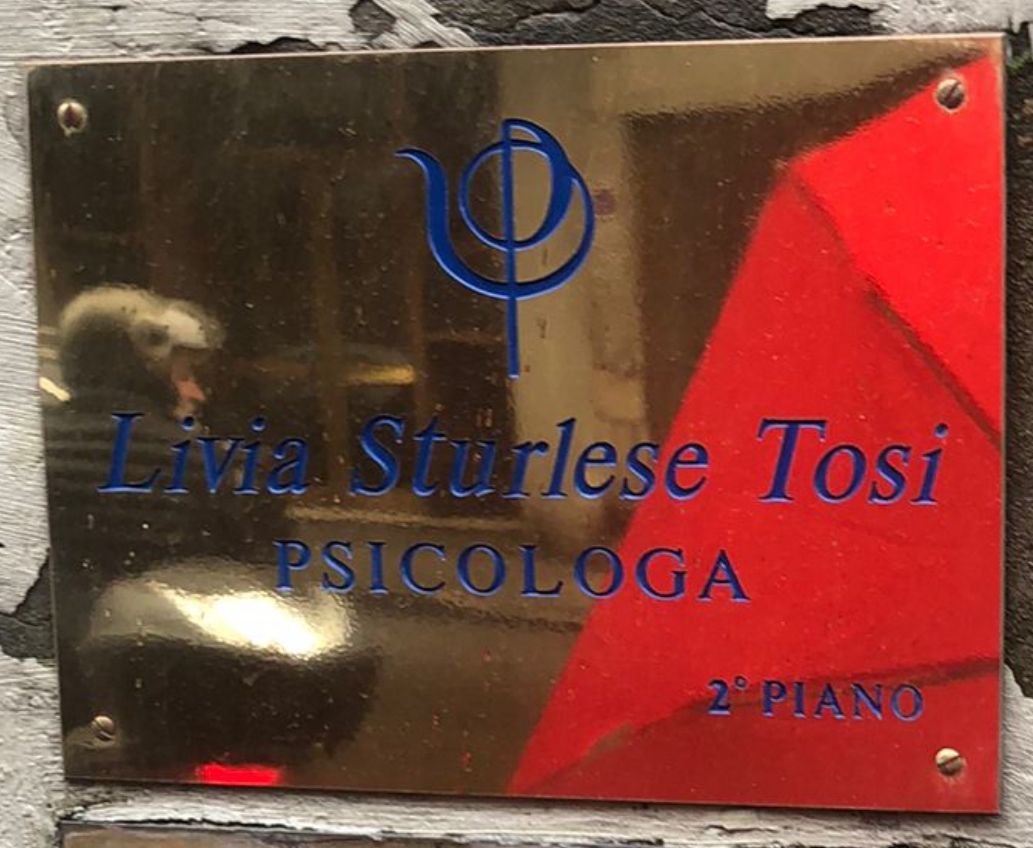 Livia Sturlese Tosi
PSICOLOGA
2° PIANO